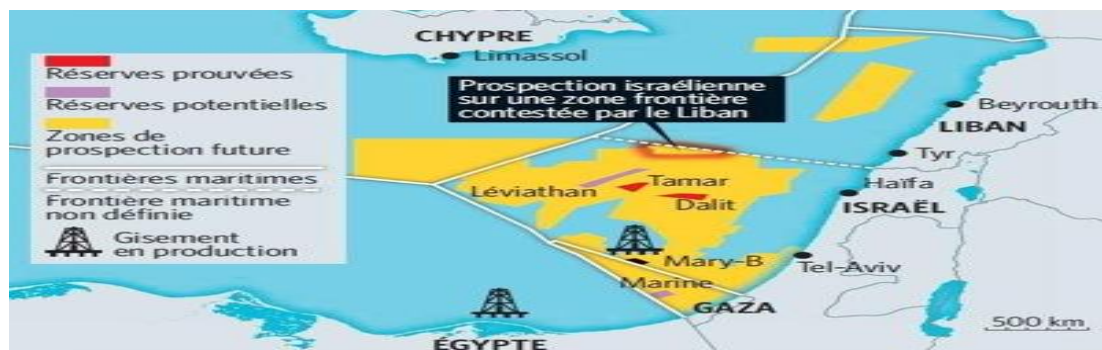 Réserves prouvées
Réserves potentielles
Zones de
prospection future
Frontières maritimes
Frontière maritime
non définie
Gisement
en production
CHYPRE
Limassol
Prospection israélienne
sur une zone frontière
contestée par le Liban
Beyrouth
LIBAN
Tyr
Haïfa
ISRAËL
Léviathan
Tamar
Dalit
Mary-B
Tel-Aviv
Marine
GAZA
ÉGYPTE
500 km